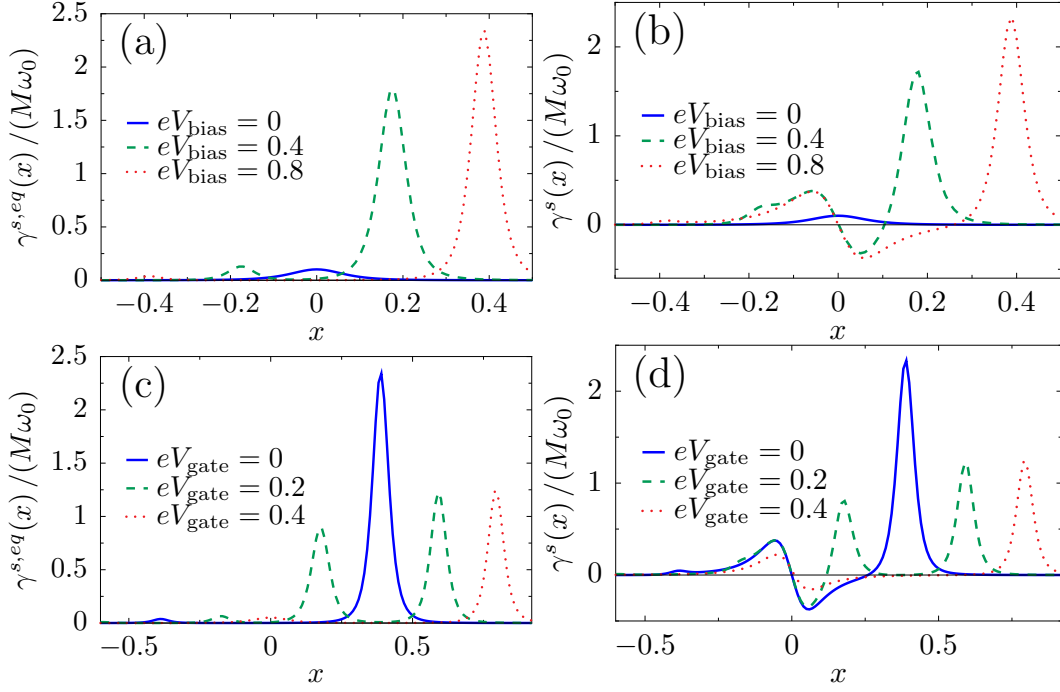 (a)
γ^{s,eq}(x)/(Mω₀)
2.5
2
1.5
1
0.5
0
eV_bias = 0
eV_bias = 0.4
eV_bias = 0.8
−0.4 −0.2 0 0.2 0.4
x
(b)
γ^s(x)/(Mω₀)
2
1
0
eV_bias = 0
eV_bias = 0.4
eV_bias = 0.8
−0.4 −0.2 0 0.2 0.4
x
(c)
γ^{s,eq}(x)/(Mω₀)
2.5
2
1.5
1
0.5
0
eV_gate = 0
eV_gate = 0.2
eV_gate = 0.4
−0.5 0 0.5
x
(d)
γ^s(x)/(Mω₀)
2
1
0
eV_gate = 0
eV_gate = 0.2
eV_gate = 0.4
−0.5 0 0.5
x